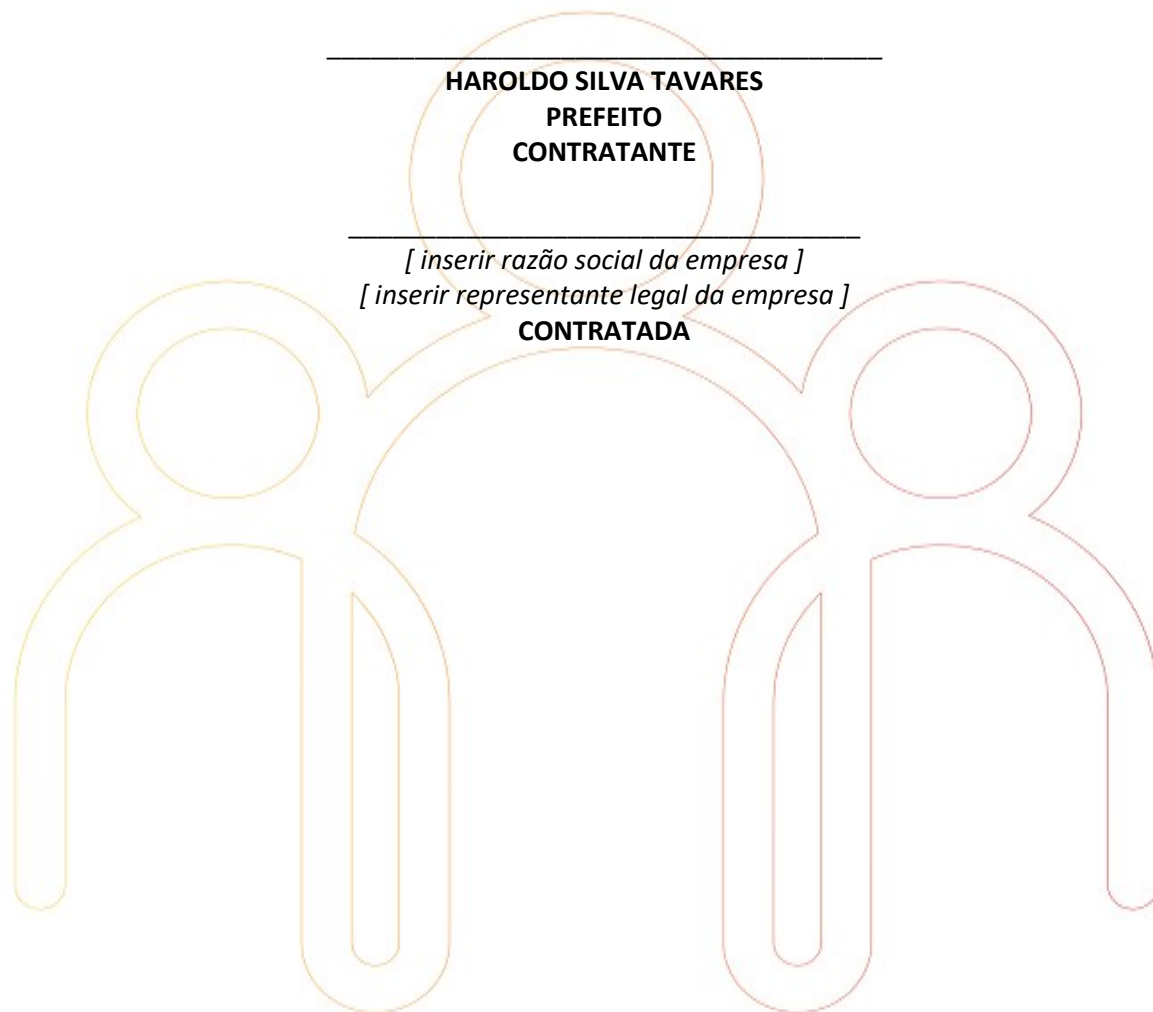 HAROLDO SILVA TAVARES
PREFEITO
CONTRATANTE
[ inserir razão social da empresa ]
[ inserir representante legal da empresa ]
CONTRATADA